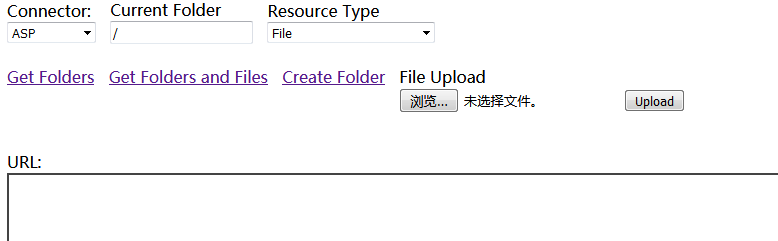 Connector: Current Folder Resource Type
ASP / File
Get Folders Get Folders and Files Create Folder File Upload
浏览... 未选择文件。 Upload
URL: